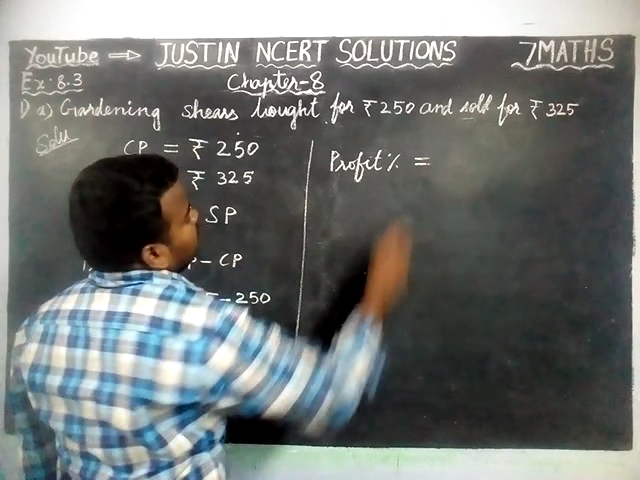 YouTube ⇒ JUSTIN NCERT SOLUTIONS 7MATHS
Ex:8.3 Chapter-8
1) a) Gardening shears bought for ₹ 250 and sold for ₹ 325
Soln
CP = ₹ 250
₹ 325
SP
P - CP
- 250
Profit % =